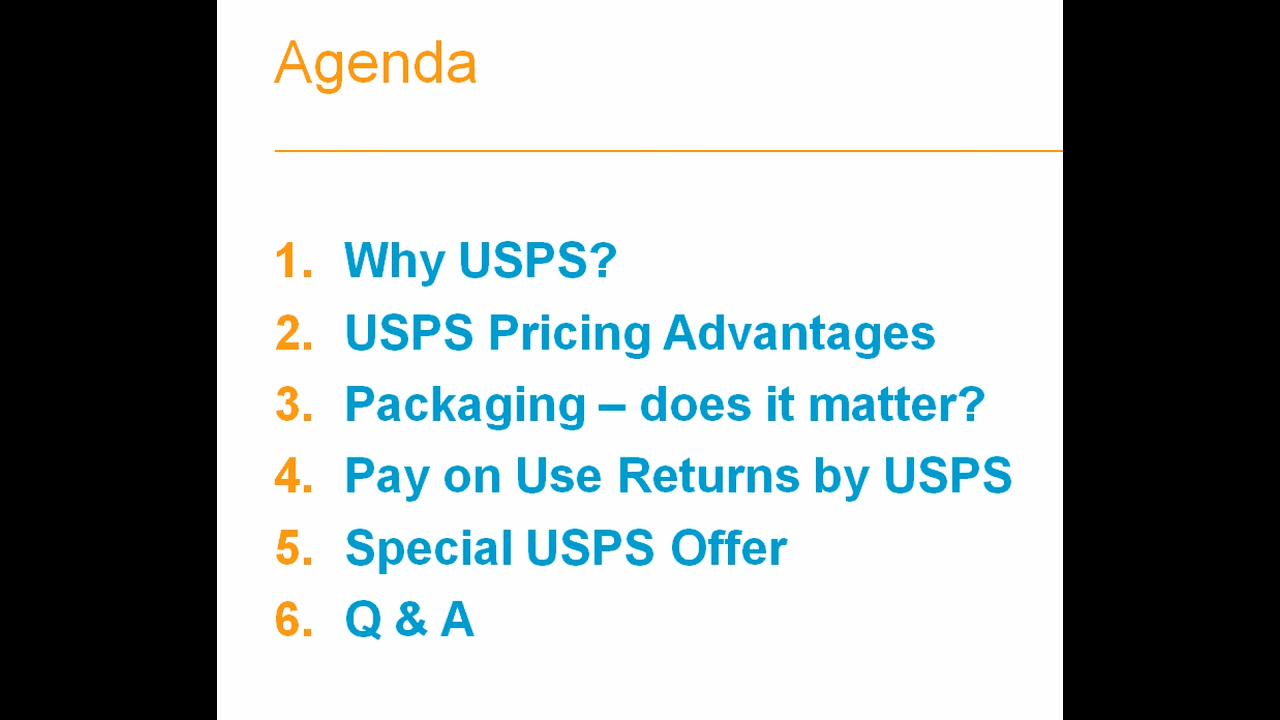 Agenda
1. Why USPS?
2. USPS Pricing Advantages
3. Packaging – does it matter?
4. Pay on Use Returns by USPS
5. Special USPS Offer
6. Q & A